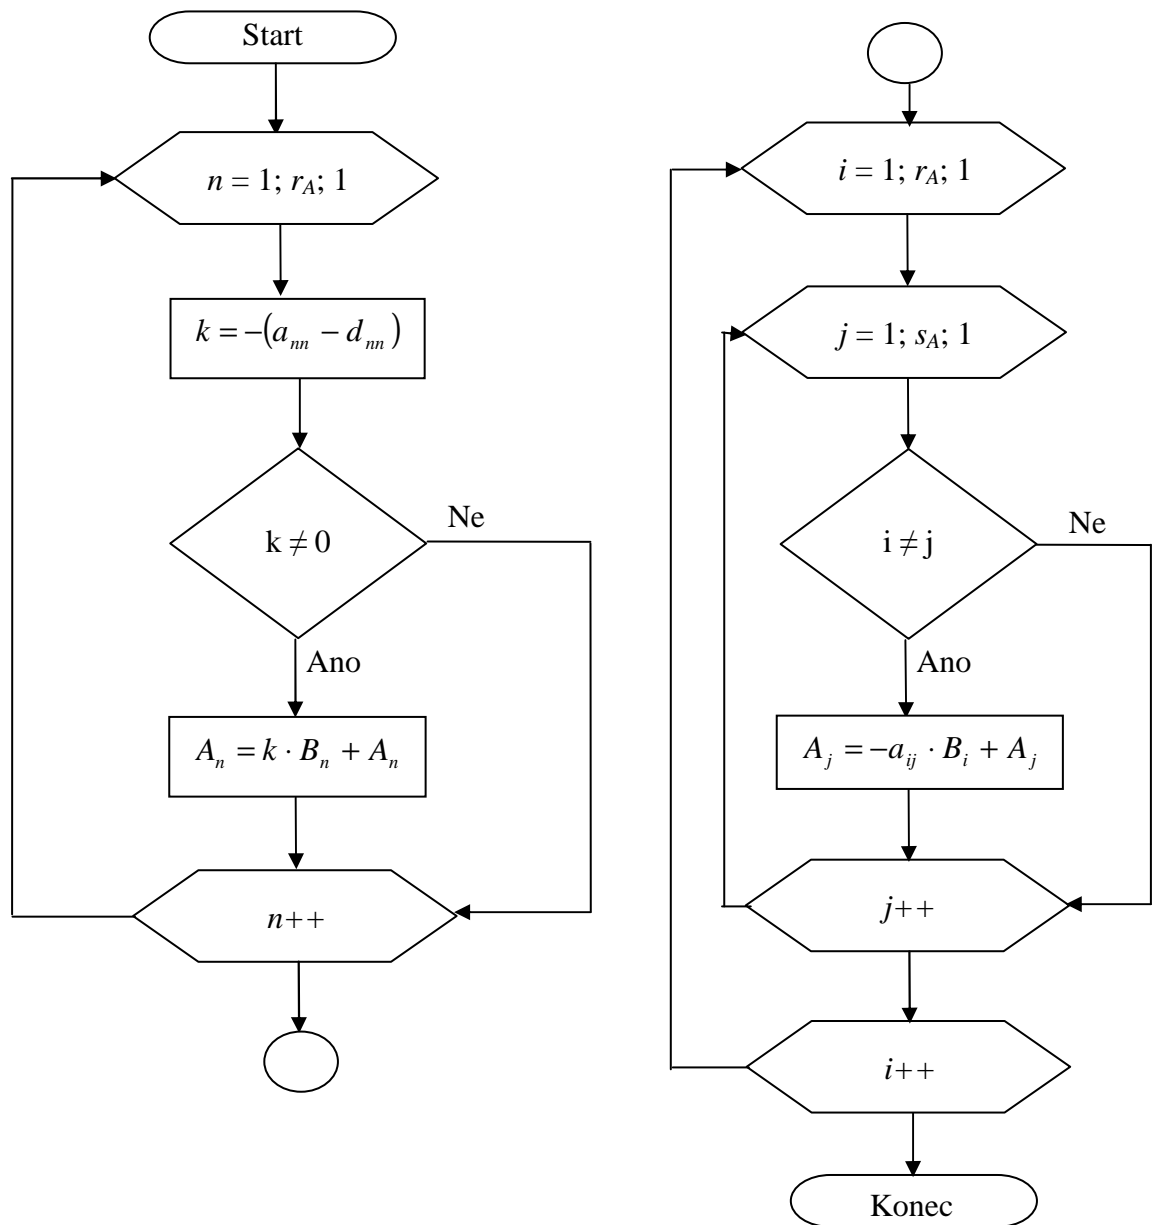 Start
n = 1; r_A; 1
k = −(a_nn − d_nn)
k ≠ 0
Ne
Ano
A_n = k · B_n + A_n
n++
i = 1; r_A; 1
j = 1; s_A; 1
i ≠ j
Ne
Ano
A_j = −a_ij · B_i + A_j
j++
i++
Konec